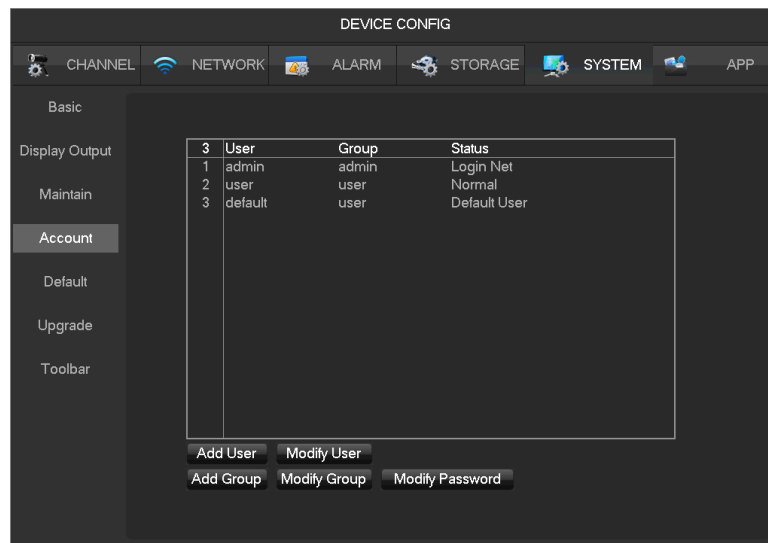 DEVICE CONFIG
CHANNEL NETWORK ALARM STORAGE SYSTEM APP
Basic
Display Output
Maintain
Account
Default
Upgrade
Toolbar
3 User Group Status
1 admin admin Login Net
2 user user Normal
3 default user Default User
Add User Modify User
Add Group Modify Group Modify Password